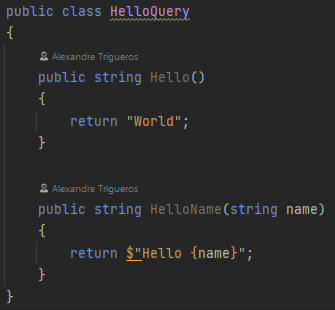 public class HelloQuery
{
Alexandre Trigueros
public string Hello()
{
return "World";
}
Alexandre Trigueros
public string HelloName(string name)
{
return $"Hello {name}";
}
}